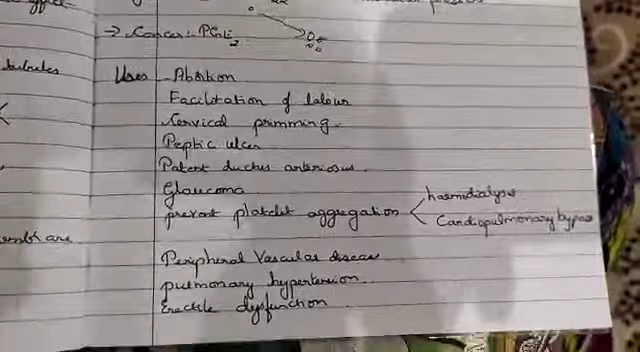 → Cancer :- PGE2
Uses - Abortion
Facilitation of labour
Cervical primming
Peptic ulcer
Patent ductus arteriosus.
Glaucoma
prevent platelet aggregation < haemodialysis
Cardiopulmonary bypass
Peripheral Vascular disease
pulmonary hypertension.
Erectile dysfunction